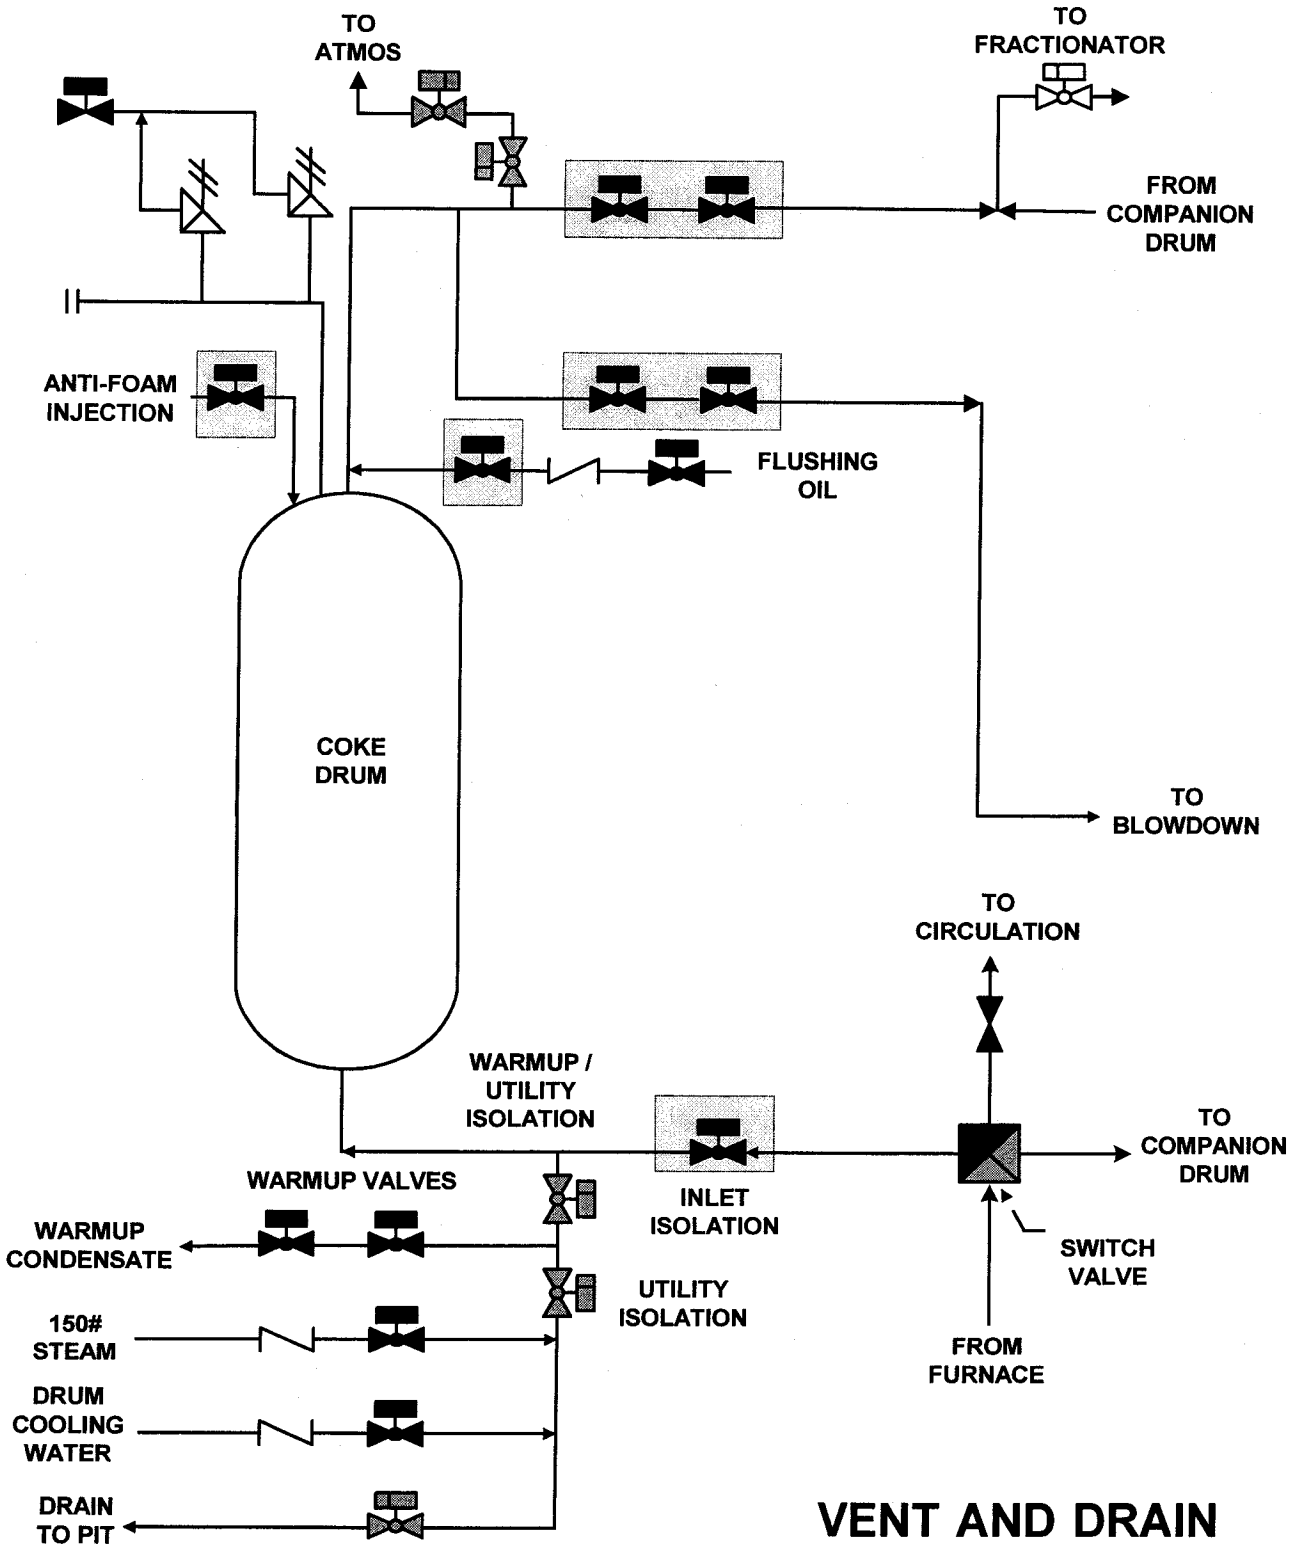 TO
ATMOS
TO
FRACTIONATOR
FROM
COMPANION
DRUM
ANTI-FOAM
INJECTION
FLUSHING
OIL
COKE
DRUM
TO
BLOWDOWN
TO
CIRCULATION
WARMUP /
UTILITY
ISOLATION
TO
COMPANION
DRUM
WARMUP VALVES
INLET
ISOLATION
WARMUP
CONDENSATE
SWITCH
VALVE
UTILITY
ISOLATION
150#
STEAM
FROM
FURNACE
DRUM
COOLING
WATER
DRAIN
TO PIT
VENT AND DRAIN